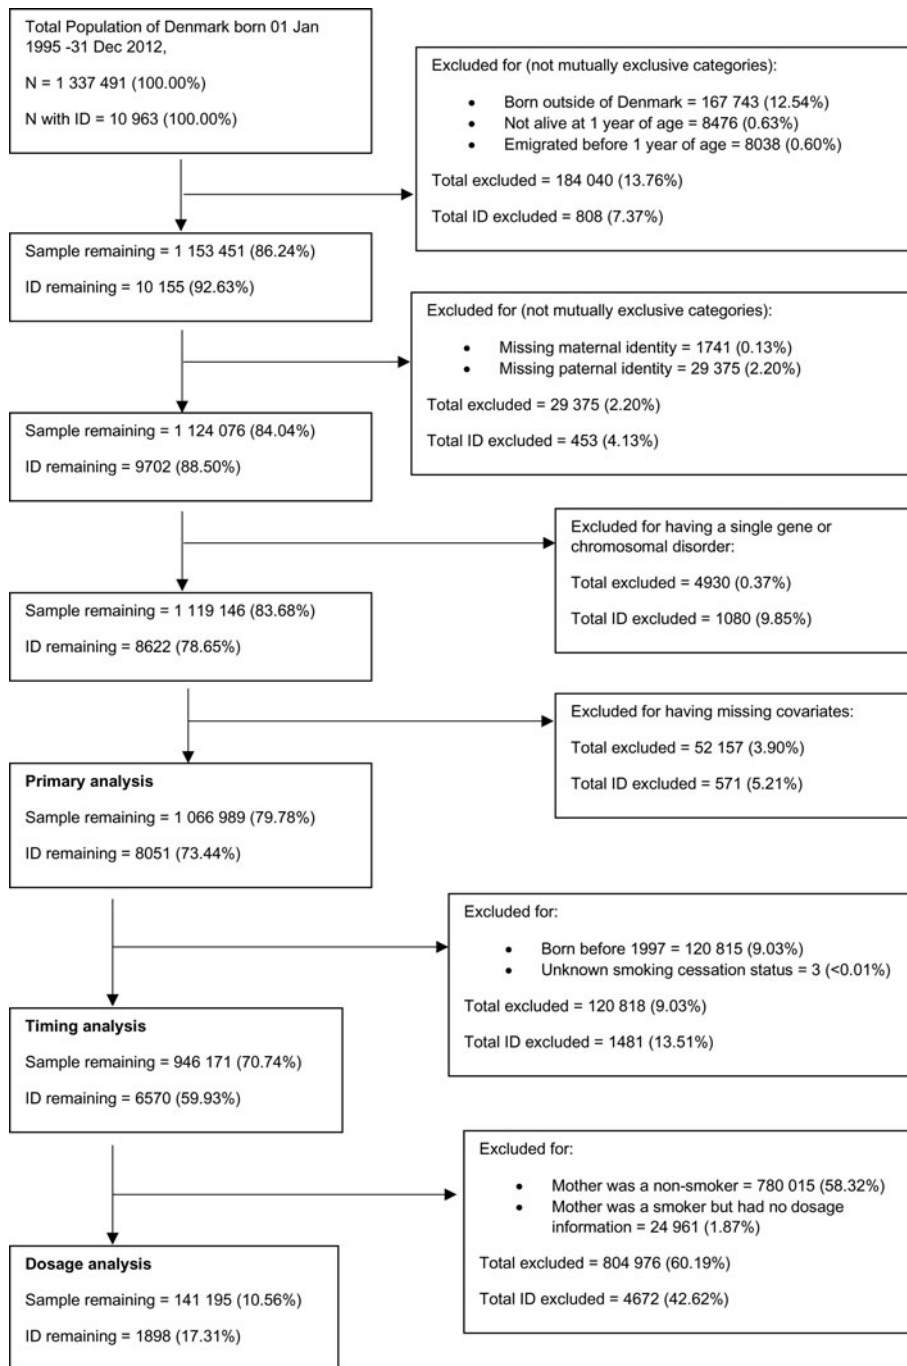 Total Population of Denmark born 01 Jan
1995 -31 Dec 2012,
N = 1 337 491 (100.00%)
N with ID = 10 963 (100.00%)
Excluded for (not mutually exclusive categories):
• Born outside of Denmark = 167 743 (12.54%)
• Not alive at 1 year of age = 8476 (0.63%)
• Emigrated before 1 year of age = 8038 (0.60%)
Total excluded = 184 040 (13.76%)
Total ID excluded = 808 (7.37%)
Sample remaining = 1 153 451 (86.24%)
ID remaining = 10 155 (92.63%)
Excluded for (not mutually exclusive categories):
• Missing maternal identity = 1741 (0.13%)
• Missing paternal identity = 29 375 (2.20%)
Total excluded = 29 375 (2.20%)
Total ID excluded = 453 (4.13%)
Sample remaining = 1 124 076 (84.04%)
ID remaining = 9702 (88.50%)
Excluded for having a single gene or
chromosomal disorder:
Total excluded = 4930 (0.37%)
Total ID excluded = 1080 (9.85%)
Sample remaining = 1 119 146 (83.68%)
ID remaining = 8622 (78.65%)
Excluded for having missing covariates:
Total excluded = 52 157 (3.90%)
Total ID excluded = 571 (5.21%)
Primary analysis
Sample remaining = 1 066 989 (79.78%)
ID remaining = 8051 (73.44%)
Excluded for:
• Born before 1997 = 120 815 (9.03%)
• Unknown smoking cessation status = 3 (<0.01%)
Total excluded = 120 818 (9.03%)
Total ID excluded = 1481 (13.51%)
Timing analysis
Sample remaining = 946 171 (70.74%)
ID remaining = 6570 (59.93%)
Excluded for:
• Mother was a non-smoker = 780 015 (58.32%)
• Mother was a smoker but had no dosage
information = 24 961 (1.87%)
Total excluded = 804 976 (60.19%)
Total ID excluded = 4672 (42.62%)
Dosage analysis
Sample remaining = 141 195 (10.56%)
ID remaining = 1898 (17.31%)